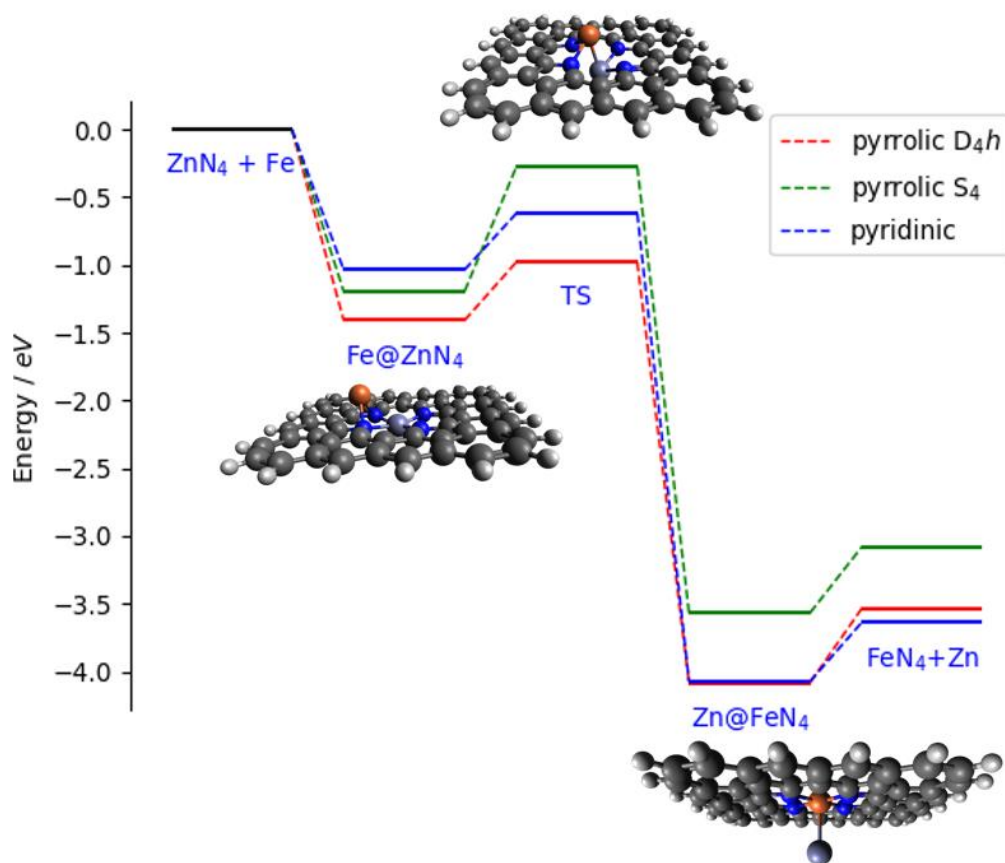 0.0
−0.5
−1.0
−1.5
−2.0
−2.5
−3.0
−3.5
−4.0
Energy / eV
ZnN₄ + Fe
Fe@ZnN₄
TS
Zn@FeN₄
FeN₄+Zn
pyrrolic D₄h
pyrrolic S₄
pyridinic